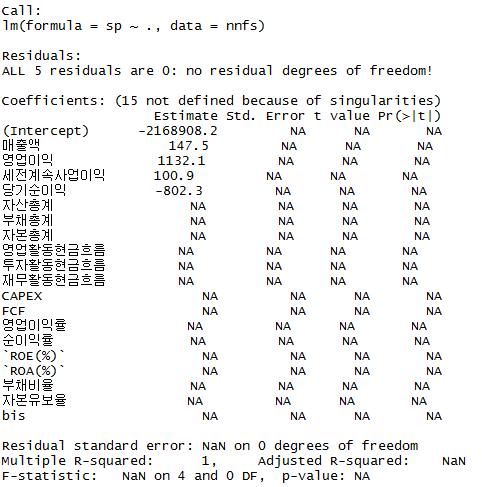 Call:
lm(formula = sp ~ ., data = nnfs)
Residuals:
ALL 5 residuals are 0: no residual degrees of freedom!
Coefficients: (15 not defined because of singularities)
Estimate Std. Error t value Pr(>|t|)
(Intercept) -2168908.2 NA NA NA
매출액 147.5 NA NA NA
영업이익 1132.1 NA NA NA
세전계속사업이익 100.9 NA NA NA
당기순이익 -802.3 NA NA NA
자산총계 NA NA NA NA
부채총계 NA NA NA NA
자본총계 NA NA NA NA
영업활동현금흐름 NA NA NA NA
투자활동현금흐름 NA NA NA NA
재무활동현금흐름 NA NA NA NA
CAPEX NA NA NA NA
FCF NA NA NA NA
영업이익률 NA NA NA NA
순이익률 NA NA NA NA
`ROE(%)` NA NA NA NA
`ROA(%)` NA NA NA NA
부채비율 NA NA NA NA
자본유보율 NA NA NA NA
bis NA NA NA NA
Residual standard error: NaN on 0 degrees of freedom
Multiple R-squared: 1, Adjusted R-squared: NaN
F-statistic: NaN on 4 and 0 DF, p-value: NA